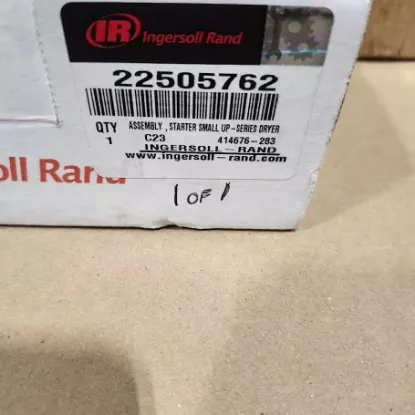 IR Ingersoll Rand
22505762
QTY ASSEMBLY , STARTER SMALL UP-SERIES DRYER
1 C23 414676-283
INGERSOLL-RAND
www.ingersoll-rand.com
oll Rand
1 OF 1